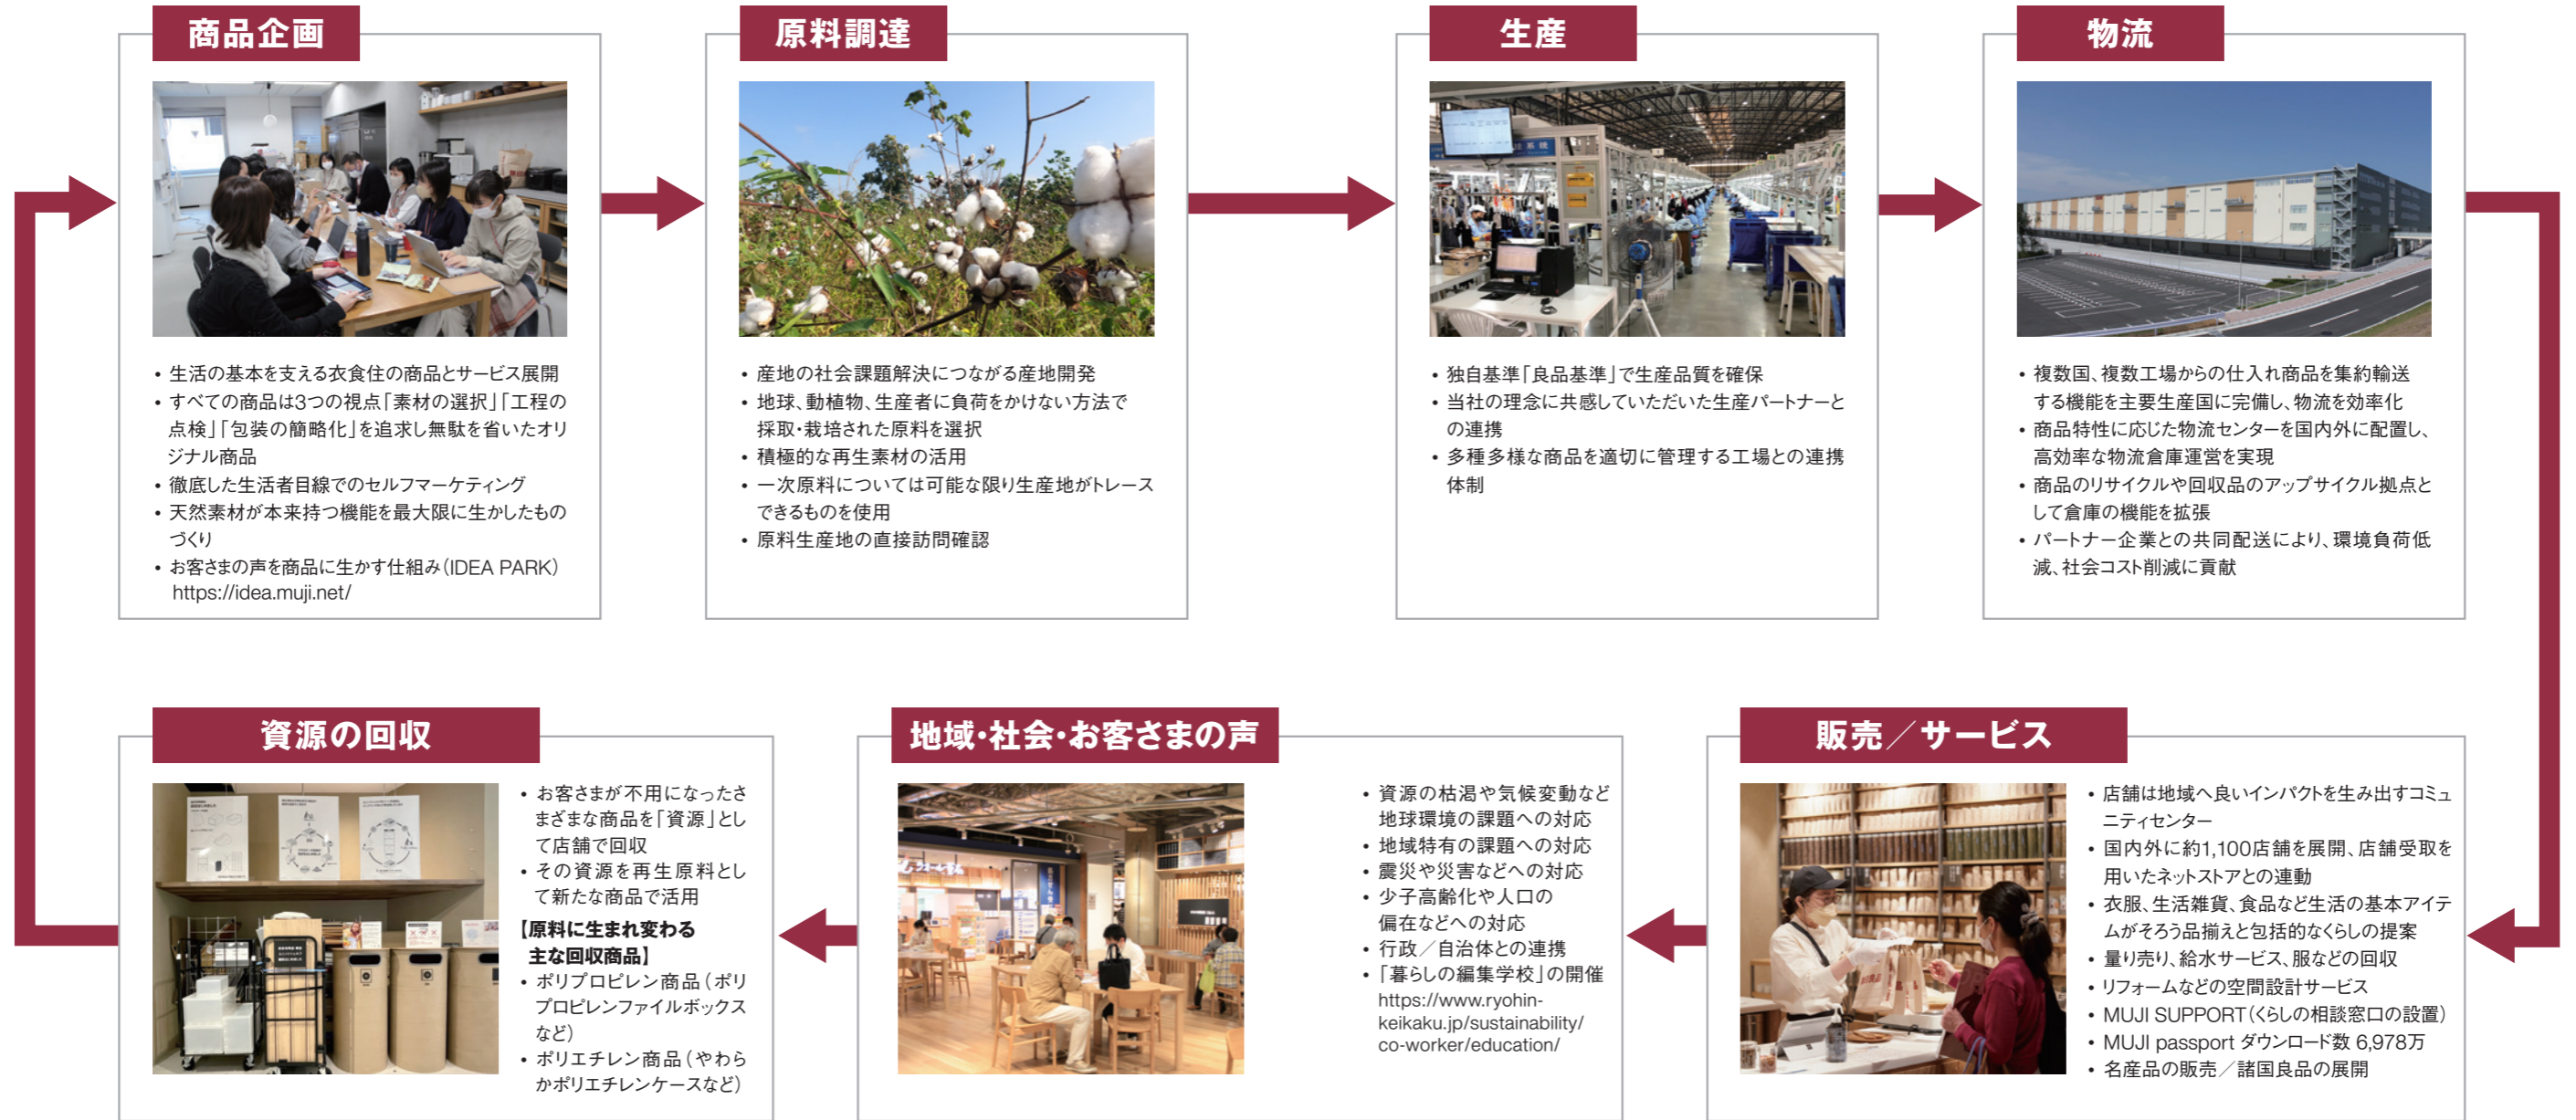 商品企画
• 生活の基本を支える衣食住の商品とサービス展開
• すべての商品は3つの視点「素材の選択」「工程の
点検」「包装の簡略化」を追求し無駄を省いたオリ
ジナル商品
• 徹底した生活者目線でのセルフマーケティング
• 天然素材が本来持つ機能を最大限に生かしたもの
づくり
• お客さまの声を商品に生かす仕組み（IDEA PARK）
https://idea.muji.net/
原料調達
• 産地の社会課題解決につながる産地開発
• 地球、動植物、生産者に負荷をかけない方法で
採取・栽培された原料を選択
• 積極的な再生素材の活用
• 一次原料については可能な限り生産地がトレース
できるものを使用
• 原料生産地の直接訪問確認
生産
• 独自基準「良品基準」で生産品質を確保
• 当社の理念に共感していただいた生産パートナーと
の連携
• 多種多様な商品を適切に管理する工場との連携
体制
物流
• 複数国、複数工場からの仕入れ商品を集約輸送
する機能を主要生産国に完備し、物流を効率化
• 商品特性に応じた物流センターを国内外に配置し、
高効率な物流倉庫運営を実現
• 商品のリサイクルや回収品のアップサイクル拠点と
して倉庫の機能を拡張
• パートナー企業との共同配送により、環境負荷低
減、社会コスト削減に貢献
販売／サービス
• 店舗は地域へ良いインパクトを生み出すコミュ
ニティセンター
• 国内外に約1,100店舗を展開、店舗受取を
用いたネットストアとの連動
• 衣服、生活雑貨、食品など生活の基本アイテ
ムがそろう品揃えと包括的なくらしの提案
• 量り売り、給水サービス、服などの回収
• リフォームなどの空間設計サービス
• MUJI SUPPORT（くらしの相談窓口の設置）
• MUJI passport ダウンロード数 6,978万
• 名産品の販売／諸国良品の展開
地域・社会・お客さまの声
• 資源の枯渇や気候変動など
地球環境の課題への対応
• 地域特有の課題への対応
• 震災や災害などへの対応
• 少子高齢化や人口の
偏在などへの対応
• 行政／自治体との連携
• 「暮らしの編集学校」の開催
https://www.ryohin-
keikaku.jp/sustainability/
co-worker/education/
資源の回収
• お客さまが不用になったさ
まざまな商品を「資源」とし
て店舗で回収
• その資源を再生原料とし
て新たな商品で活用
【原料に生まれ変わる
主な回収商品】
• ポリプロピレン商品（ポリ
プロピレンファイルボックス
など）
• ポリエチレン商品（やわら
かポリエチレンケースなど）